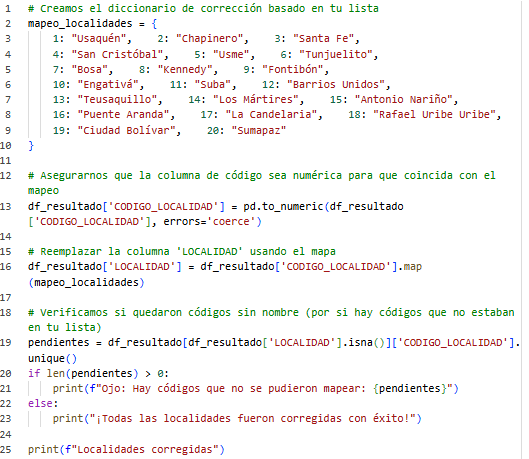 1 # Creamos el diccionario de corrección basado en tu lista
2 mapeo_localidades = {
3 1: "Usaquén", 2: "Chapinero", 3: "Santa Fe",
4 4: "San Cristóbal", 5: "Usme", 6: "Tunjuelito",
5 7: "Bosa", 8: "Kennedy", 9: "Fontibón",
6 10: "Engativá", 11: "Suba", 12: "Barrios Unidos",
7 13: "Teusaquillo", 14: "Los Mártires", 15: "Antonio Nariño",
8 16: "Puente Aranda", 17: "La Candelaria", 18: "Rafael Uribe Uribe",
9 19: "Ciudad Bolívar", 20: "Sumapaz"
10 }
11
12 # Asegurarnos que la columna de código sea numérica para que coincida con el
mapeo
13 df_resultado['CODIGO_LOCALIDAD'] = pd.to_numeric(df_resultado
['CODIGO_LOCALIDAD'], errors='coerce')
14
15 # Reemplazar la columna 'LOCALIDAD' usando el mapa
16 df_resultado['LOCALIDAD'] = df_resultado['CODIGO_LOCALIDAD'].map
(mapeo_localidades)
17
18 # Verificamos si quedaron códigos sin nombre (por si hay códigos que no estaban
en tu lista)
19 pendientes = df_resultado[df_resultado['LOCALIDAD'].isna()]['CODIGO_LOCALIDAD'].
unique()
20 if len(pendientes) > 0:
21 print(f"Ojo: Hay códigos que no se pudieron mapear: {pendientes}")
22 else:
23 print("¡Todas las localidades fueron corregidas con éxito!")
24
25 print(f"Localidades corregidas")